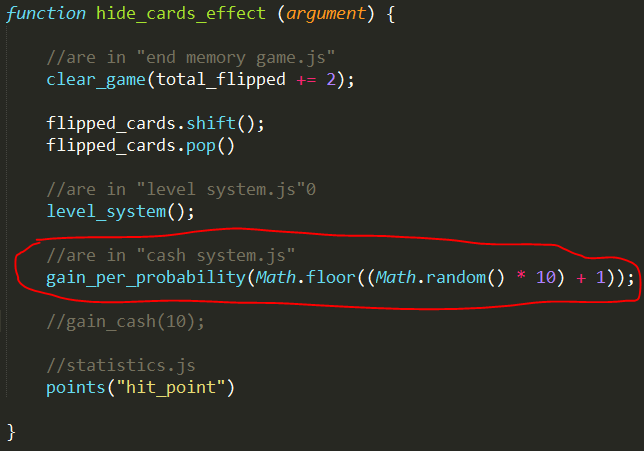 function hide_cards_effect (argument) {
//are in "end memory game.js"
clear_game(total_flipped += 2);
flipped_cards.shift();
flipped_cards.pop()
//are in "level system.js"0
level_system();
//are in "cash system.js"
gain_per_probability(Math.floor((Math.random() * 10) + 1));
//gain_cash(10);
//statistics.js
points("hit_point")
}